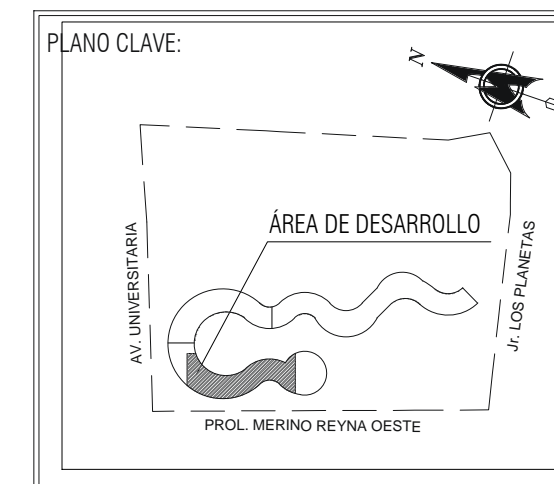 PLANO CLAVE:
N
ÁREA DE DESARROLLO
AV. UNIVERSITARIA
Jr. LOS PLANETAS
PROL. MERINO REYNA OESTE